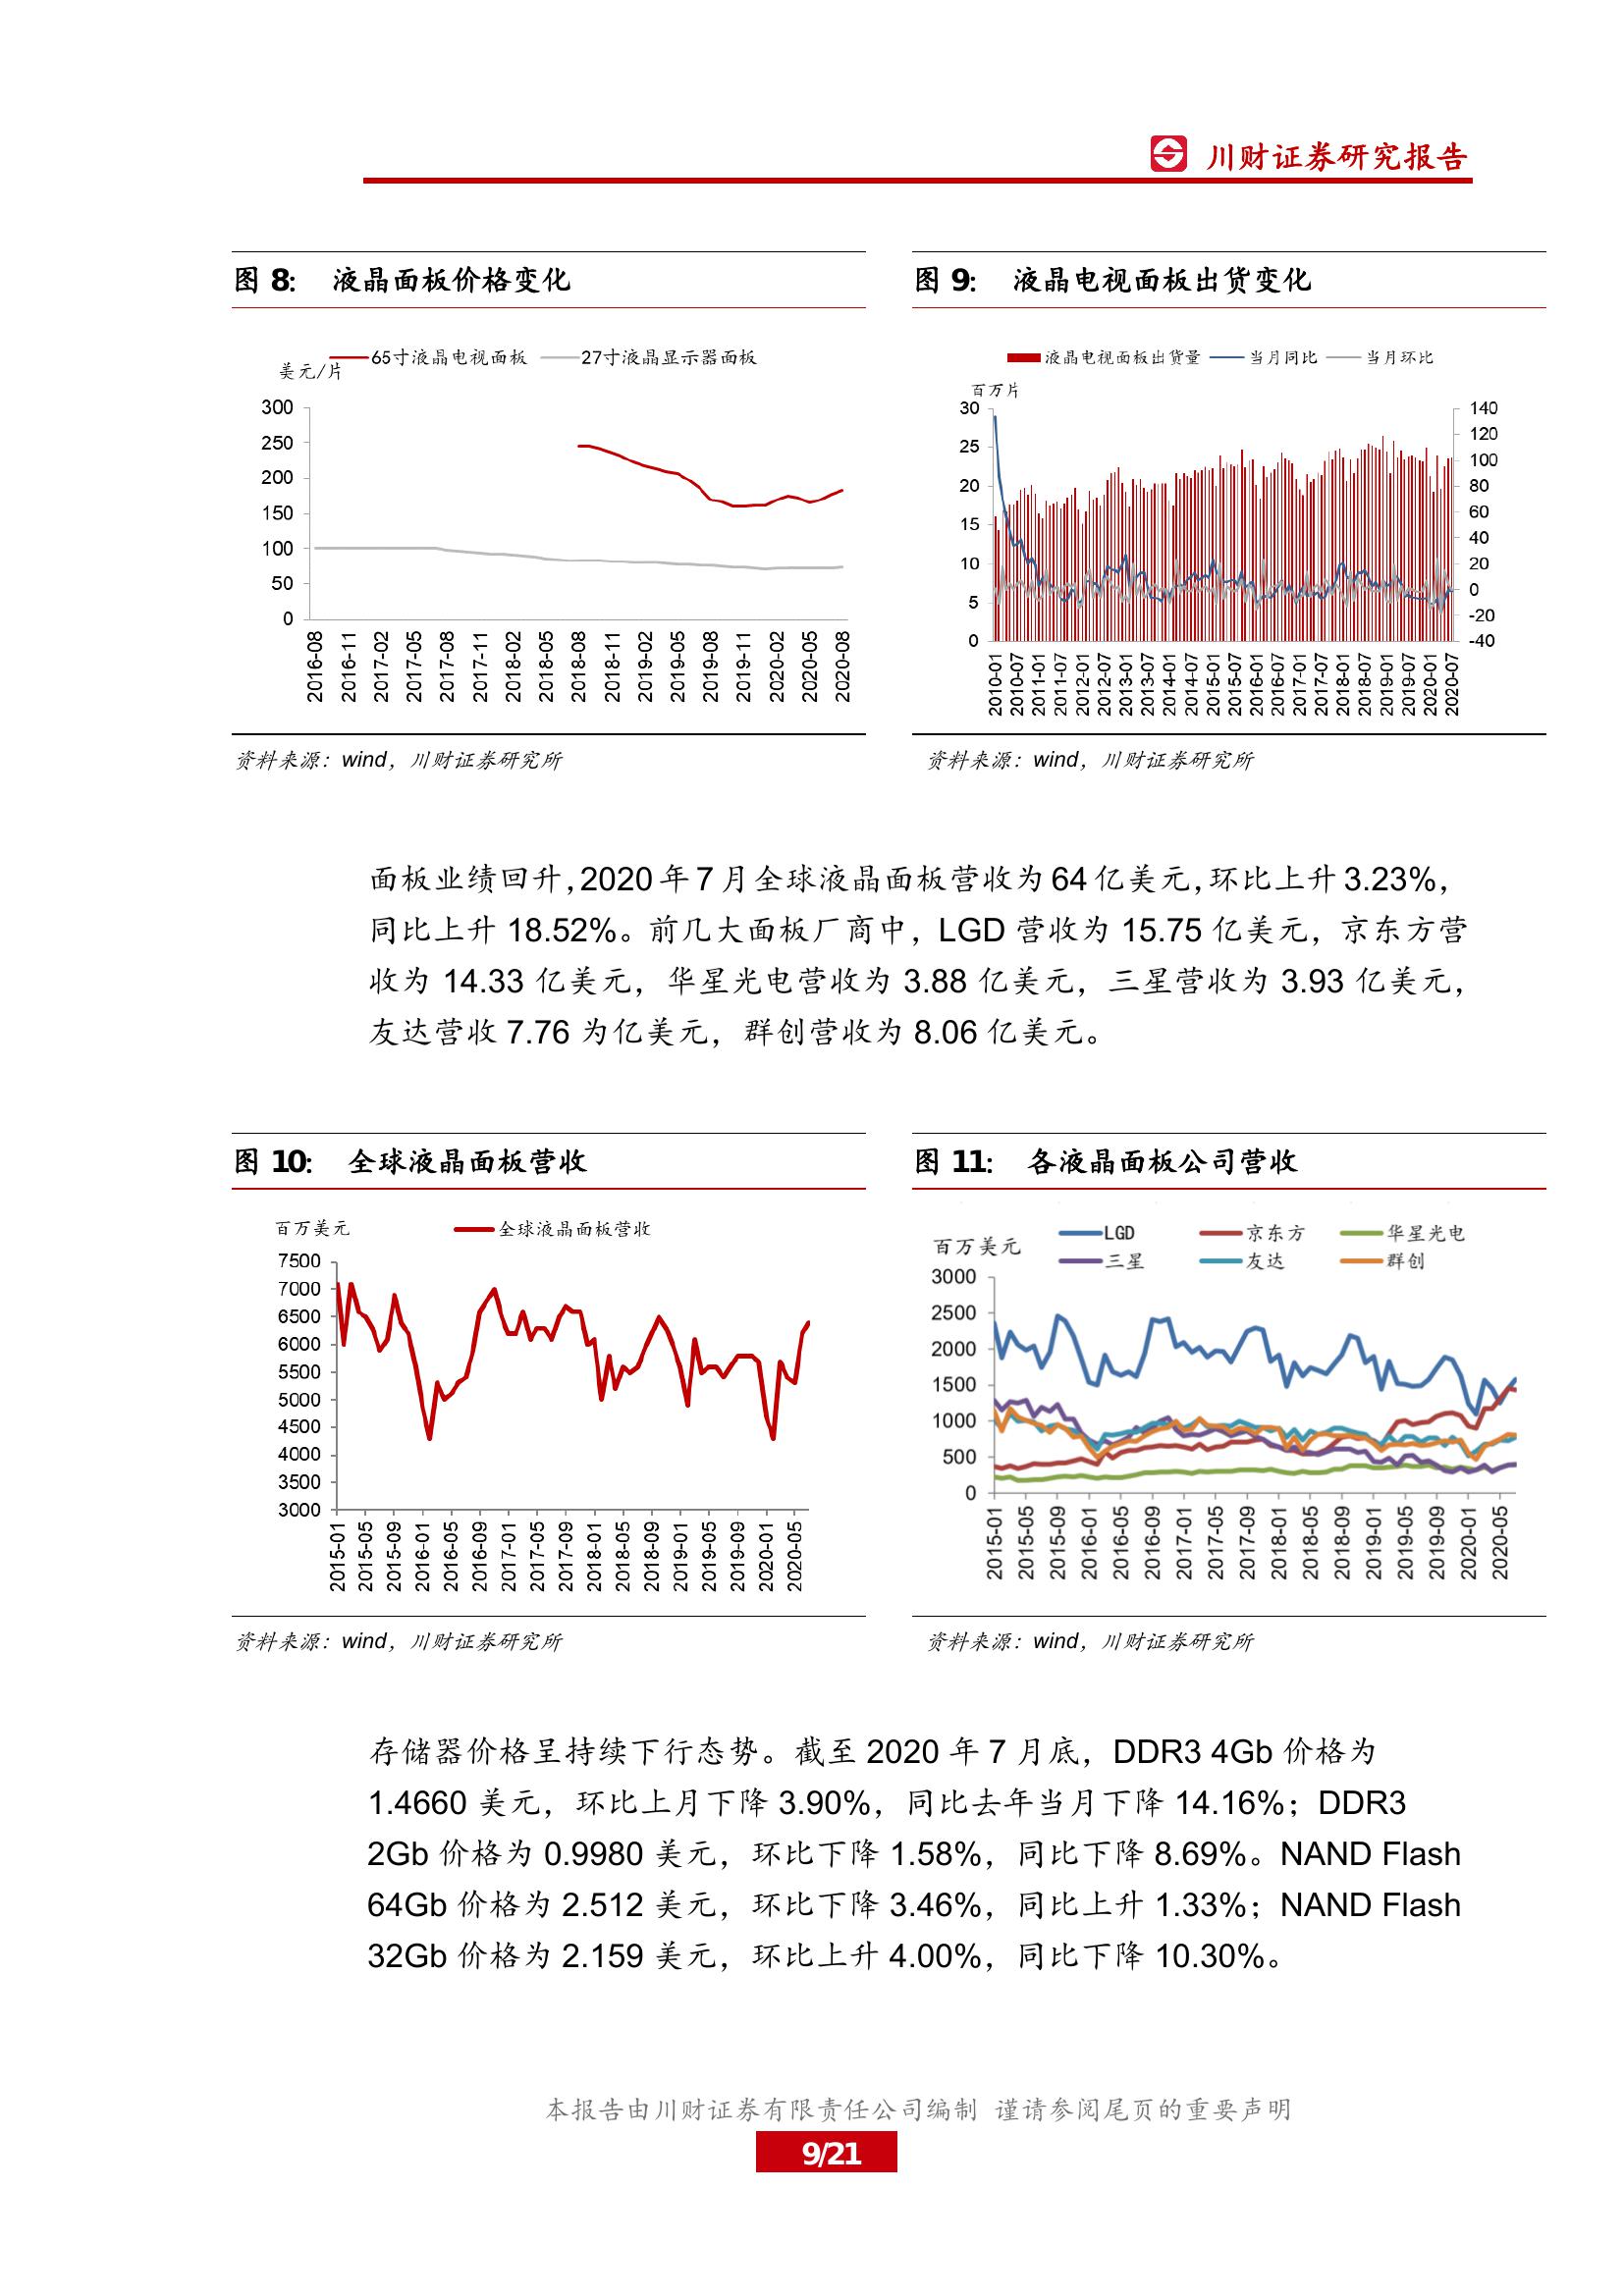 川财证券研究报告
图 8： 液晶面板价格变化
美元/片
65寸液晶电视面板 27寸液晶显示器面板
300
250
200
150
100
50
0
2016-08 2016-11 2017-02 2017-05 2017-08 2017-11 2018-02 2018-05 2018-08 2018-11 2019-02 2019-05 2019-08 2019-11 2020-02 2020-05 2020-08
资料来源：wind，川财证券研究所
图 9： 液晶电视面板出货变化
液晶电视面板出货量 当月同比 当月环比
百万片
30 140
25 120
20 100
15 80
10 60
5 40
0 20
0
-20
-40
2010-01 2010-07 2011-01 2011-07 2012-01 2012-07 2013-01 2013-07 2014-01 2014-07 2015-01 2015-07 2016-01 2016-07 2017-01 2017-07 2018-01 2018-07 2019-01 2019-07 2020-01 2020-07
资料来源：wind，川财证券研究所
面板业绩回升，2020 年 7 月全球液晶面板营收为 64 亿美元，环比上升 3.23%，
同比上升 18.52%。前几大面板厂商中，LGD 营收为 15.75 亿美元，京东方营
收为 14.33 亿美元，华星光电营收为 3.88 亿美元，三星营收为 3.93 亿美元，
友达营收 7.76 为亿美元，群创营收为 8.06 亿美元。
图 10： 全球液晶面板营收
百万美元 全球液晶面板营收
7500
7000
6500
6000
5500
5000
4500
4000
3500
3000
2015-01 2015-05 2015-09 2016-01 2016-05 2016-09 2017-01 2017-05 2017-09 2018-01 2018-05 2018-09 2019-01 2019-05 2019-09 2020-01 2020-05
资料来源：wind，川财证券研究所
图 11： 各液晶面板公司营收
百万美元
LGD 京东方 华星光电
三星 友达 群创
3000
2500
2000
1500
1000
500
0
2015-01 2015-05 2015-09 2016-01 2016-05 2016-09 2017-01 2017-05 2017-09 2018-01 2018-05 2018-09 2019-01 2019-05 2019-09 2020-01 2020-05
资料来源：wind，川财证券研究所
存储器价格呈持续下行态势。截至 2020 年 7 月底，DDR3 4Gb 价格为
1.4660 美元，环比上月下降 3.90%，同比去年当月下降 14.16%；DDR3
2Gb 价格为 0.9980 美元，环比下降 1.58%，同比下降 8.69%。NAND Flash
64Gb 价格为 2.512 美元，环比下降 3.46%，同比上升 1.33%；NAND Flash
32Gb 价格为 2.159 美元，环比上升 4.00%，同比下降 10.30%。
本报告由川财证券有限责任公司编制 谨请参阅尾页的重要声明
9/21